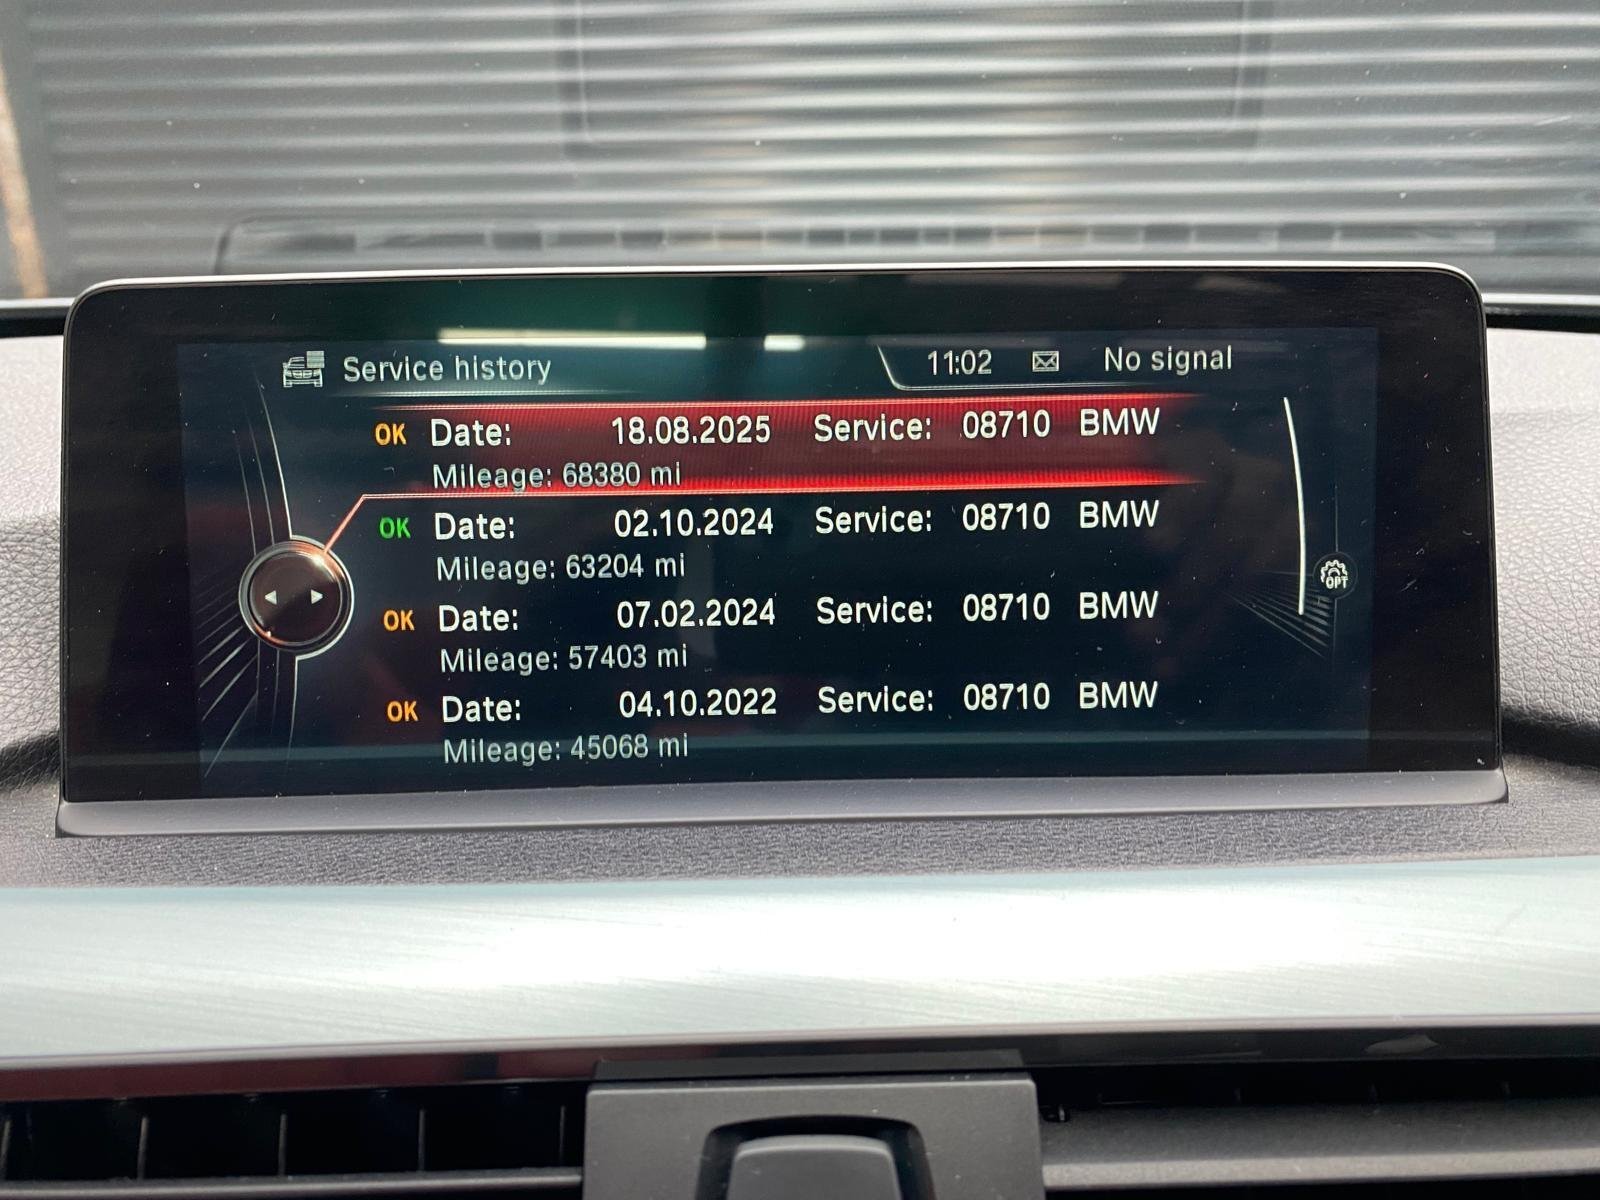 Service history 11:02 No signal
OK Date: 18.08.2025 Service: 08710 BMW
Mileage: 68380 mi
OK Date: 02.10.2024 Service: 08710 BMW
Mileage: 63204 mi
OK Date: 07.02.2024 Service: 08710 BMW
Mileage: 57403 mi
OK Date: 04.10.2022 Service: 08710 BMW
Mileage: 45068 mi
OPT